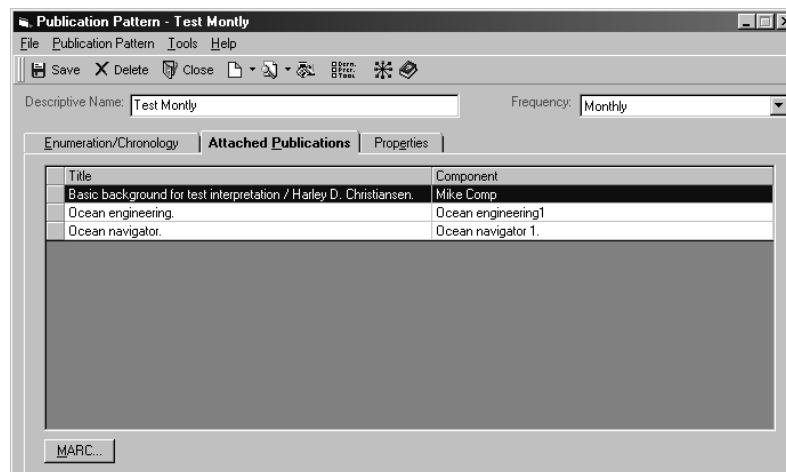 Publication Pattern - Test Montly
File Publication Pattern Tools Help
Save Delete Close
Descriptive Name: Test Montly Frequency: Monthly
Enumeration/Chronology Attached Publications Properties
Title Component
Basic background for test interpretation / Harley D. Christiansen. Mike Comp
Ocean engineering. Ocean engineering1
Ocean navigator. Ocean navigator 1.
MARC...